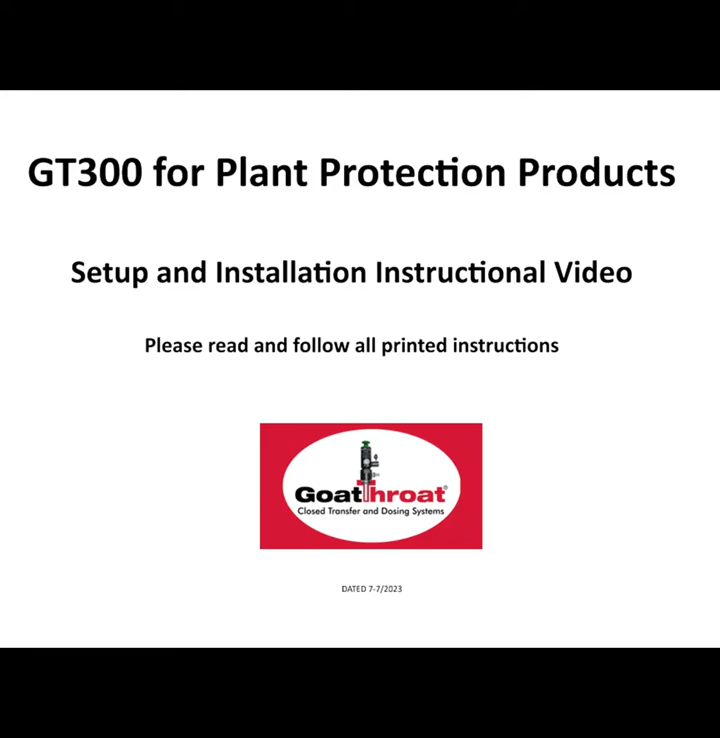 GT300 for Plant Protection Products
Setup and Installation Instructional Video
Please read and follow all printed instructions
GoatThroat®
Closed Transfer and Dosing Systems
DATED 7-7/2023